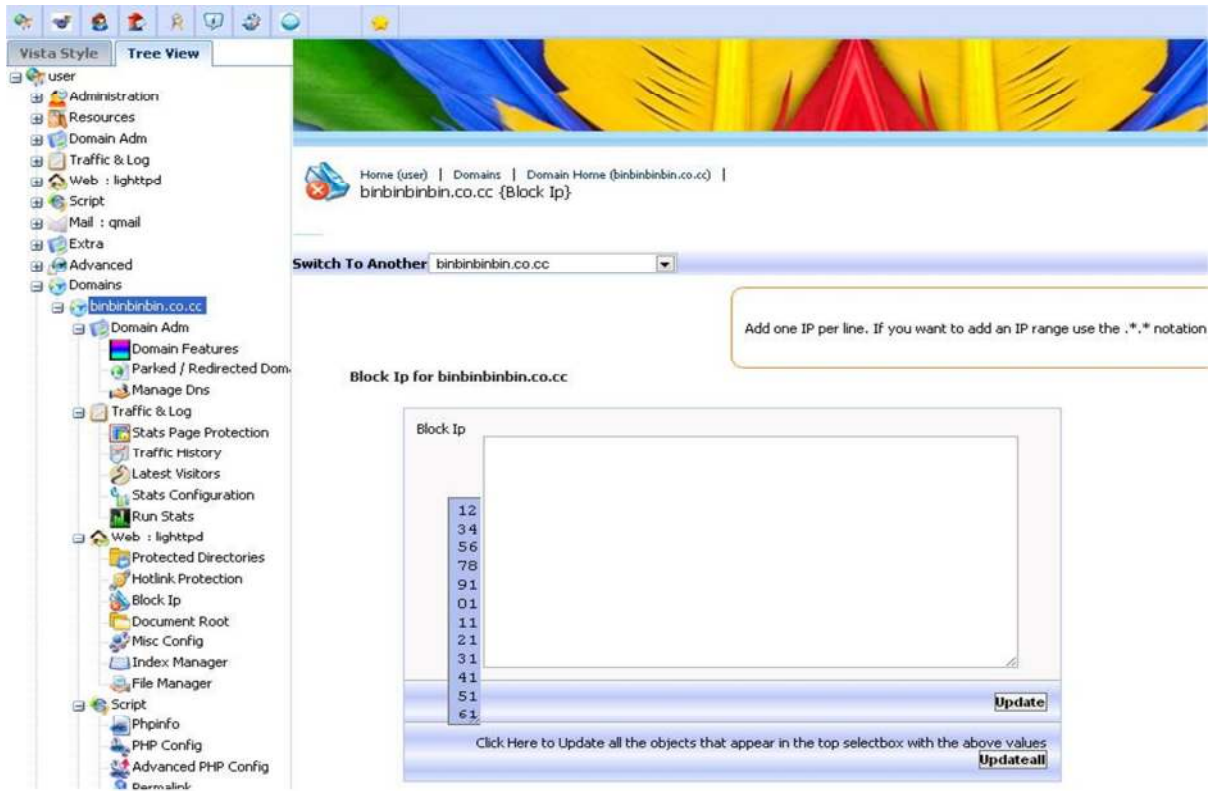 Vista Style
Tree View
user
Administration
Resources
Domain Adm
Traffic & Log
Web : lighttpd
Script
Mail : qmail
Extra
Advanced
Domains
binbinbinbin.co.cc
Domain Adm
Domain Features
Parked / Redirected Dom
Manage Dns
Traffic & Log
Stats Page Protection
Traffic History
Latest Visitors
Stats Configuration
Run Stats
Web : lighttpd
Protected Directories
Hotlink Protection
Block Ip
Document Root
Misc Config
Index Manager
File Manager
Script
Phpinfo
PHP Config
Advanced PHP Config
Permalink
Home (user) | Domains | Domain Home (binbinbinbin.co.cc) |
binbinbinbin.co.cc {Block Ip}
Switch To Another binbinbinbin.co.cc
Add one IP per line. If you want to add an IP range use the .*.* notation
Block Ip for binbinbinbin.co.cc
Block Ip
12
34
56
78
91
01
11
21
31
41
51
61
Update
Click Here to Update all the objects that appear in the top selectbox with the above values
Updateall